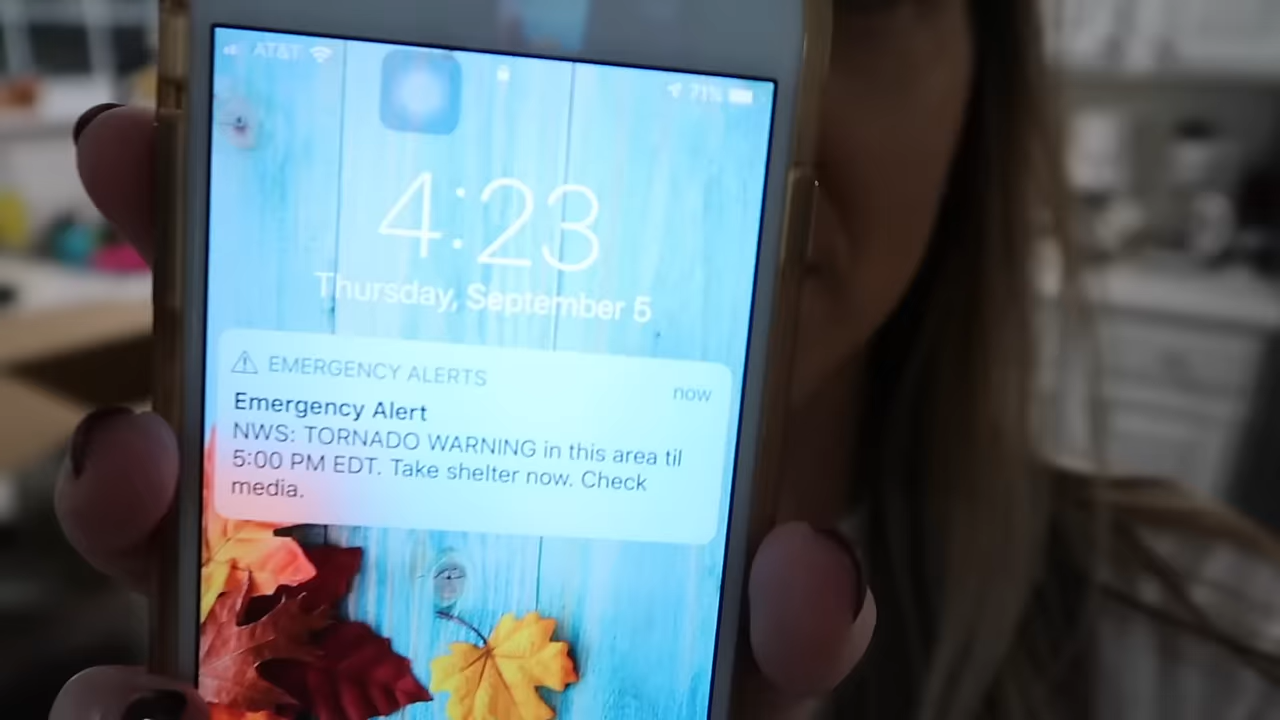 AT&T 71%
4:23
Thursday, September 5
EMERGENCY ALERTS now
Emergency Alert
NWS: TORNADO WARNING in this area til
5:00 PM EDT. Take shelter now. Check
media.